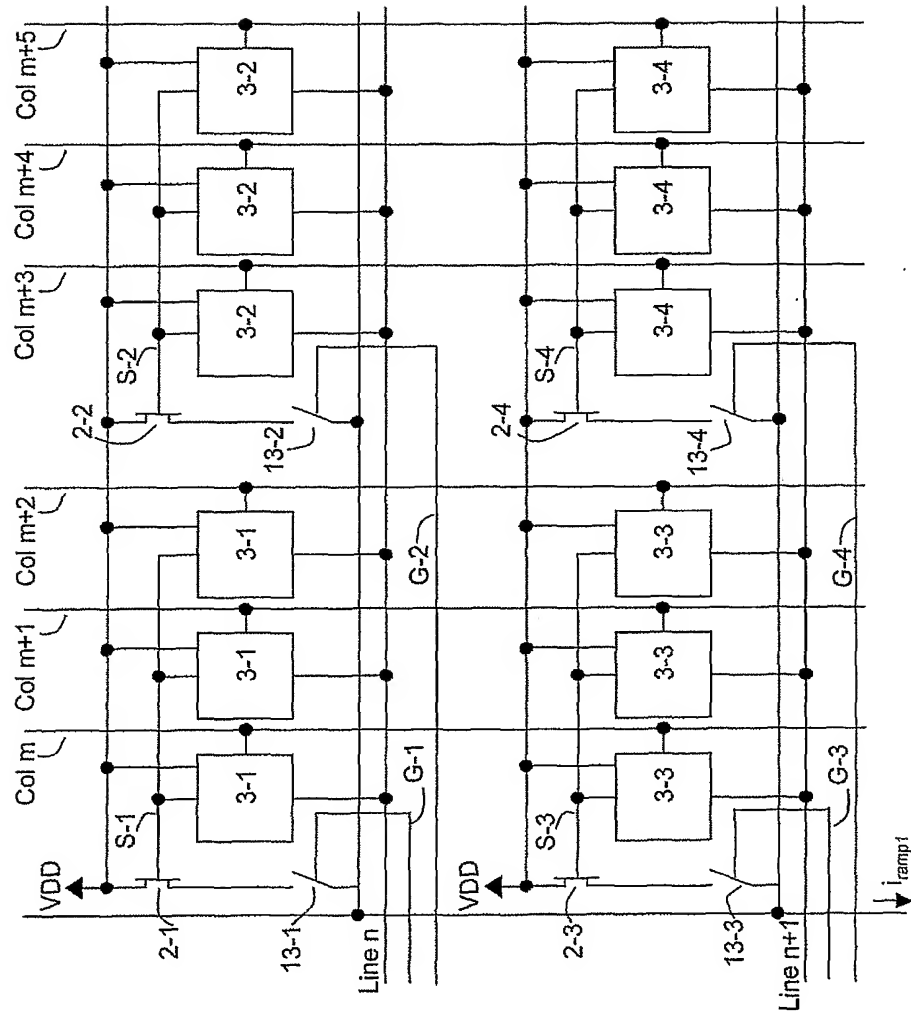 Col m
Col m+1
Col m+2
Col m+3
Col m+4
Col m+5
VDD
S-1
2-2
S-2
3-1
3-1
3-1
3-2
3-2
3-2
2-1
13-1
13-2
Line n
G-1
G-2
VDD
S-3
2-4
S-4
3-3
3-3
3-3
3-4
3-4
3-4
2-3
13-3
13-4
Line n+1
G-3
G-4
iramp1